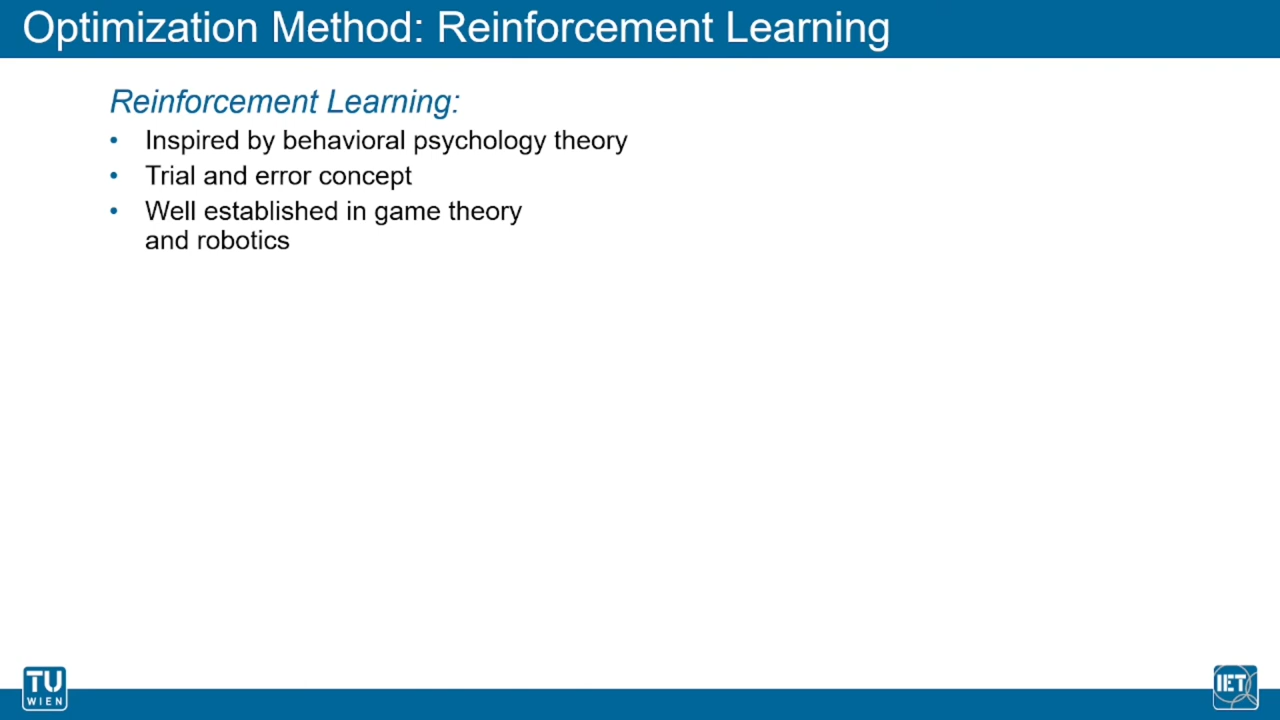 Optimization Method: Reinforcement Learning
Reinforcement Learning:
• Inspired by behavioral psychology theory
• Trial and error concept
• Well established in game theory
and robotics
TU
WIEN
IET